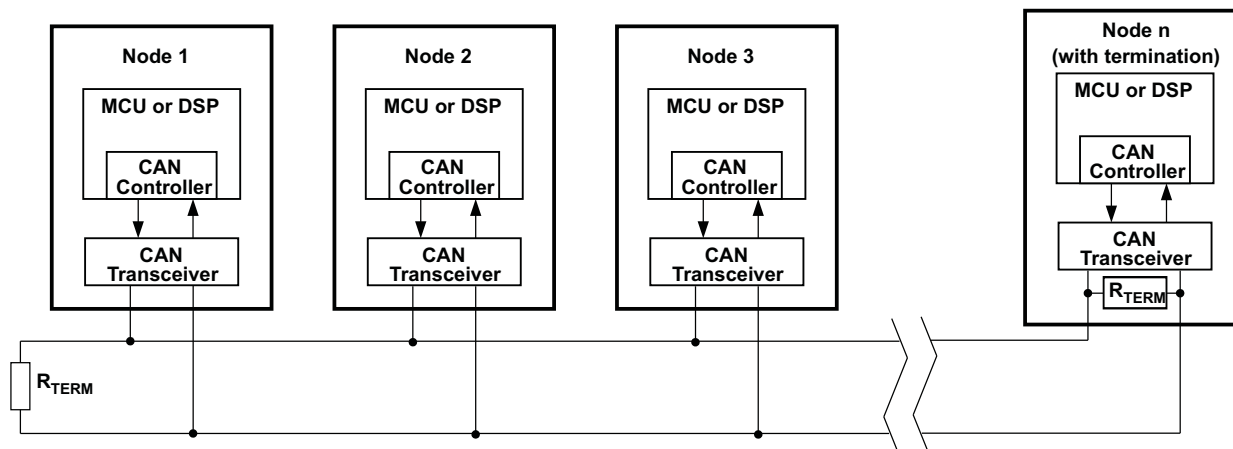 Node 1
MCU or DSP
CAN
Controller
CAN
Transceiver
Node 2
MCU or DSP
CAN
Controller
CAN
Transceiver
Node 3
MCU or DSP
CAN
Controller
CAN
Transceiver
Node n
(with termination)
MCU or DSP
CAN
Controller
CAN
Transceiver
RTERM
RTERM